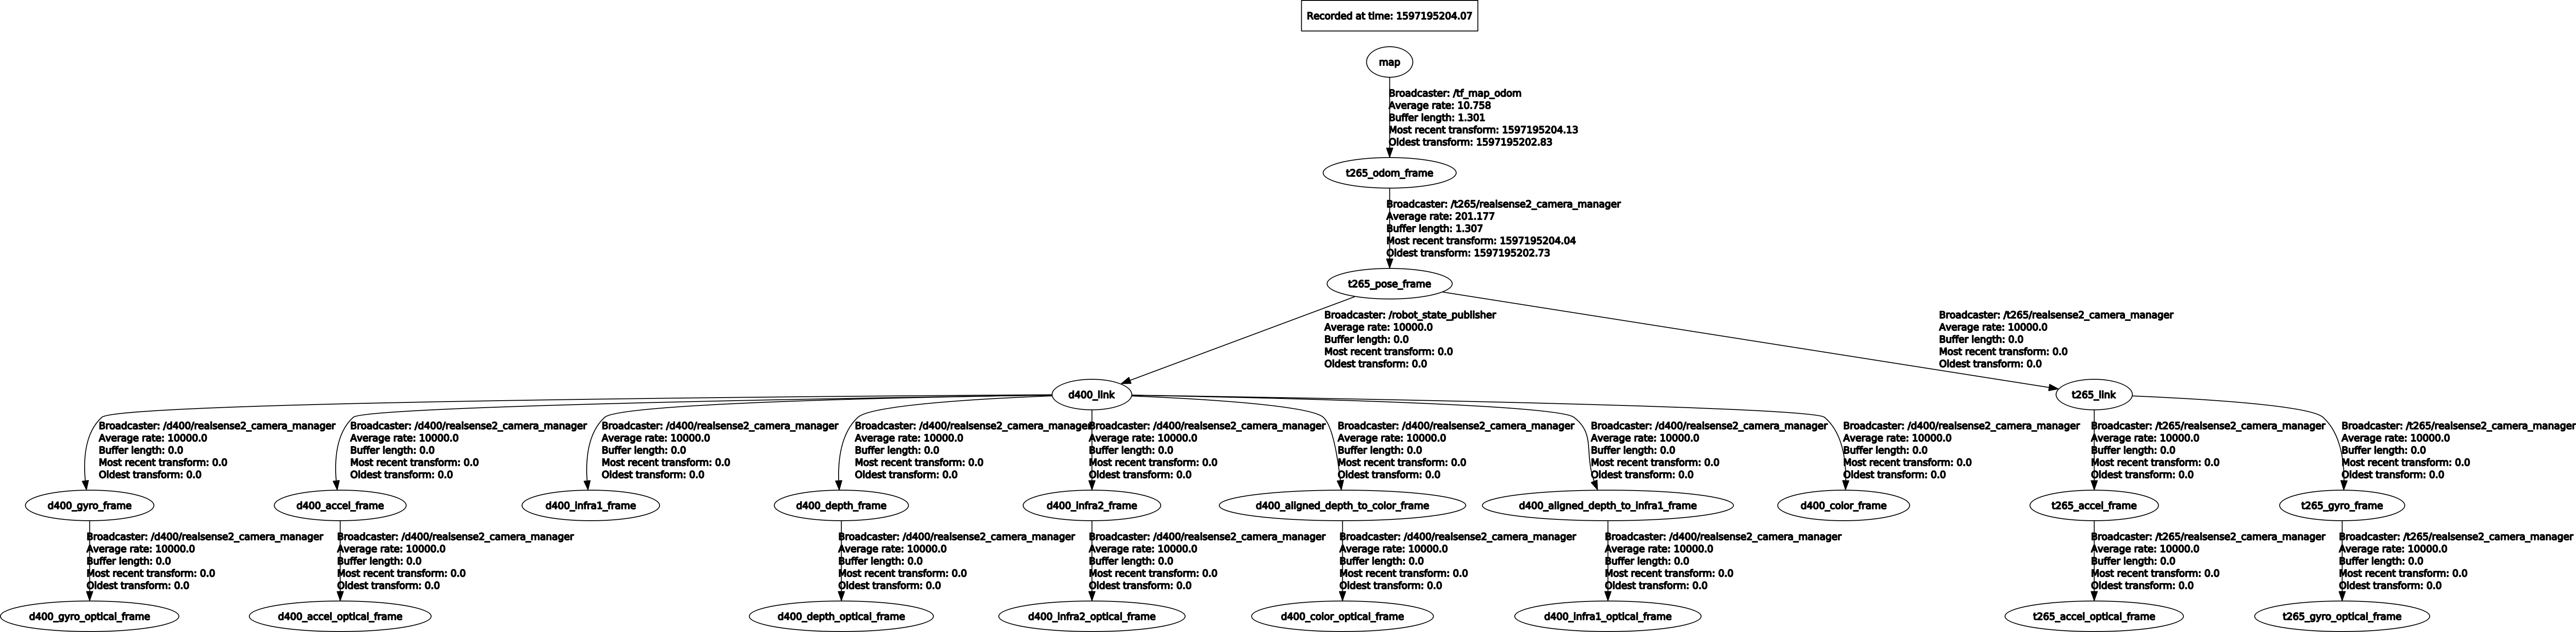 Recorded at time: 1597195204.07
map
Broadcaster: /tf_map_odom
Average rate: 10.758
Buffer length: 1.301
Most recent transform: 1597195204.13
Oldest transform: 1597195202.83
t265_odom_frame
Broadcaster: /t265/realsense2_camera_manager
Average rate: 201.177
Buffer length: 1.307
Most recent transform: 1597195204.04
Oldest transform: 1597195202.73
t265_pose_frame
Broadcaster: /robot_state_publisher
Average rate: 10000.0
Buffer length: 0.0
Most recent transform: 0.0
Oldest transform: 0.0
Broadcaster: /t265/realsense2_camera_manager
Average rate: 10000.0
Buffer length: 0.0
Most recent transform: 0.0
Oldest transform: 0.0
d400_link
t265_link
Broadcaster: /d400/realsense2_camera_manager
Average rate: 10000.0
Buffer length: 0.0
Most recent transform: 0.0
Oldest transform: 0.0
Broadcaster: /d400/realsense2_camera_manager
Average rate: 10000.0
Buffer length: 0.0
Most recent transform: 0.0
Oldest transform: 0.0
Broadcaster: /d400/realsense2_camera_manager
Average rate: 10000.0
Buffer length: 0.0
Most recent transform: 0.0
Oldest transform: 0.0
Broadcaster: /d400/realsense2_camera_manager
Average rate: 10000.0
Buffer length: 0.0
Most recent transform: 0.0
Oldest transform: 0.0
Broadcaster: /d400/realsense2_camera_manager
Average rate: 10000.0
Buffer length: 0.0
Most recent transform: 0.0
Oldest transform: 0.0
Broadcaster: /d400/realsense2_camera_manager
Average rate: 10000.0
Buffer length: 0.0
Most recent transform: 0.0
Oldest transform: 0.0
Broadcaster: /d400/realsense2_camera_manager
Average rate: 10000.0
Buffer length: 0.0
Most recent transform: 0.0
Oldest transform: 0.0
Broadcaster: /d400/realsense2_camera_manager
Average rate: 10000.0
Buffer length: 0.0
Most recent transform: 0.0
Oldest transform: 0.0
Broadcaster: /t265/realsense2_camera_manager
Average rate: 10000.0
Buffer length: 0.0
Most recent transform: 0.0
Oldest transform: 0.0
Broadcaster: /t265/realsense2_camera_manager
Average rate: 10000.0
Buffer length: 0.0
Most recent transform: 0.0
Oldest transform: 0.0
d400_gyro_frame
d400_accel_frame
d400_infra1_frame
d400_depth_frame
d400_infra2_frame
d400_aligned_depth_to_color_frame
d400_aligned_depth_to_infra1_frame
d400_color_frame
t265_accel_frame
t265_gyro_frame
Broadcaster: /d400/realsense2_camera_manager
Average rate: 10000.0
Buffer length: 0.0
Most recent transform: 0.0
Oldest transform: 0.0
Broadcaster: /d400/realsense2_camera_manager
Average rate: 10000.0
Buffer length: 0.0
Most recent transform: 0.0
Oldest transform: 0.0
Broadcaster: /d400/realsense2_camera_manager
Average rate: 10000.0
Buffer length: 0.0
Most recent transform: 0.0
Oldest transform: 0.0
Broadcaster: /d400/realsense2_camera_manager
Average rate: 10000.0
Buffer length: 0.0
Most recent transform: 0.0
Oldest transform: 0.0
Broadcaster: /d400/realsense2_camera_manager
Average rate: 10000.0
Buffer length: 0.0
Most recent transform: 0.0
Oldest transform: 0.0
Broadcaster: /d400/realsense2_camera_manager
Average rate: 10000.0
Buffer length: 0.0
Most recent transform: 0.0
Oldest transform: 0.0
Broadcaster: /t265/realsense2_camera_manager
Average rate: 10000.0
Buffer length: 0.0
Most recent transform: 0.0
Oldest transform: 0.0
Broadcaster: /t265/realsense2_camera_manager
Average rate: 10000.0
Buffer length: 0.0
Most recent transform: 0.0
Oldest transform: 0.0
d400_gyro_optical_frame
d400_accel_optical_frame
d400_depth_optical_frame
d400_infra2_optical_frame
d400_color_optical_frame
d400_infra1_optical_frame
t265_accel_optical_frame
t265_gyro_optical_frame